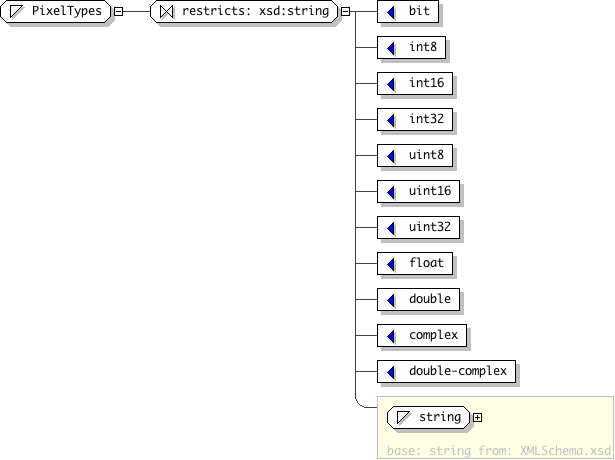 PixelTypes restricts: xsd:string bit
int8
int16
int32
uint8
uint16
uint32
float
double
complex
double-complex
string
base: string from: XMLSchema.xsd